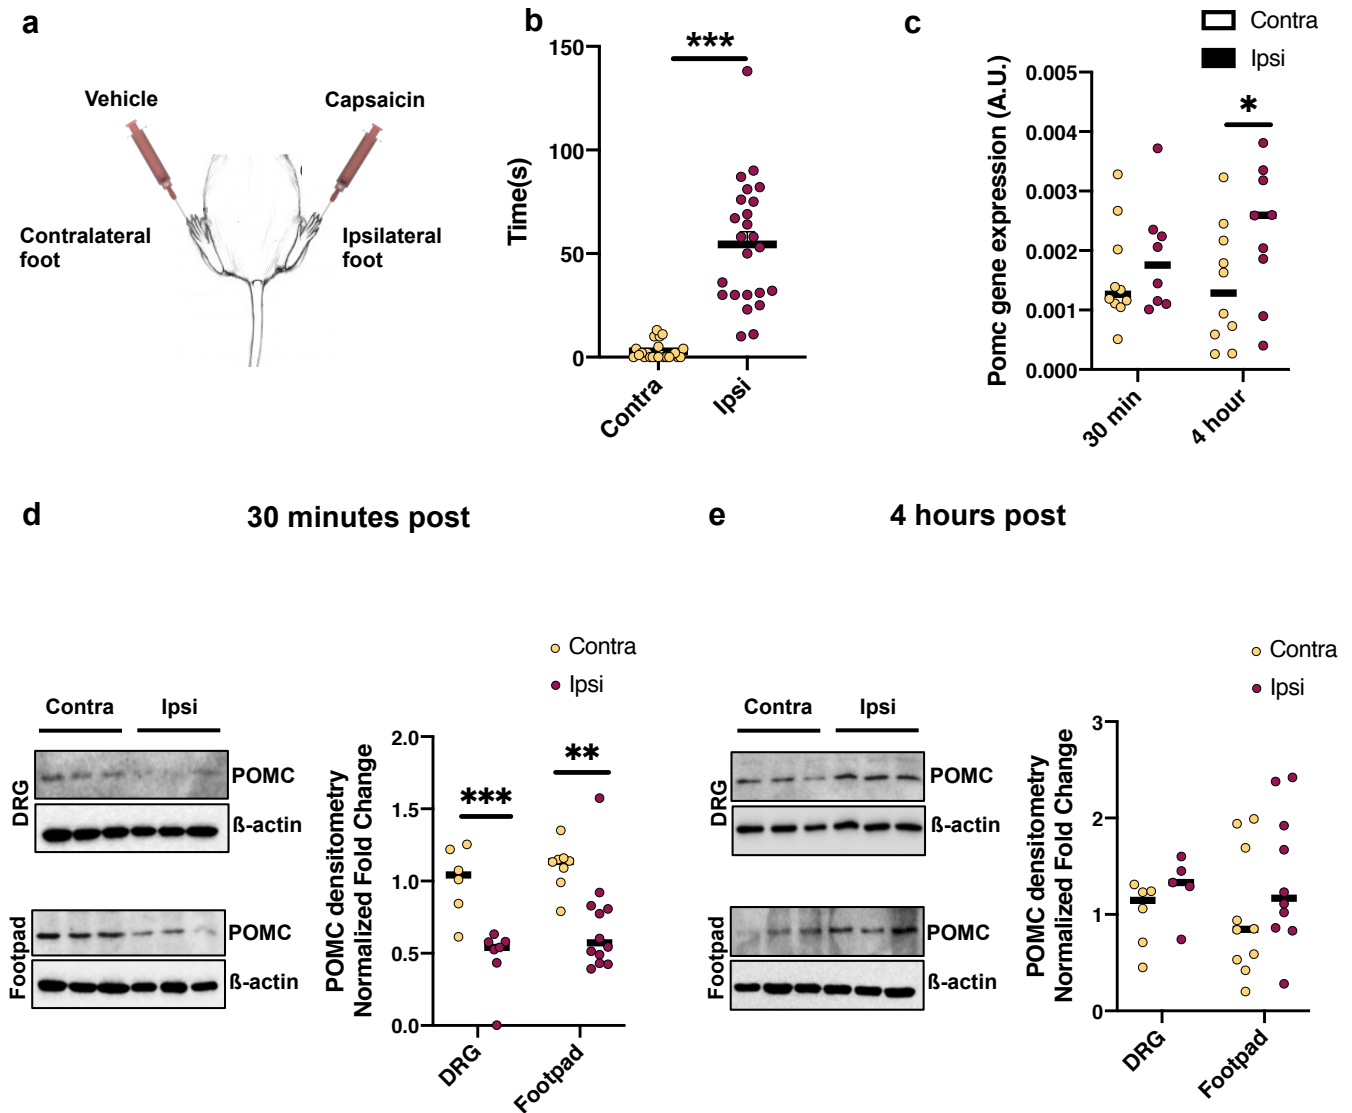 a
Vehicle
Capsaicin
Contralateral
foot
Ipsilateral
foot
b
Time(s)
150
100
50
0
***
Contra
Ipsi
c
Contra
Ipsi
Pomc gene expression (A.U.)
0.005
0.004
0.003
0.002
0.001
0.000
*
30 min
4 hour
d
30 minutes post
Contra
Ipsi
DRG
POMC
ß-actin
Footpad
POMC
ß-actin
Contra
Ipsi
POMC densitometry
Normalized Fold Change
2.0
1.5
1.0
0.5
0.0
***
**
DRG
Footpad
e
4 hours post
Contra
Ipsi
DRG
POMC
ß-actin
Footpad
POMC
ß-actin
Contra
Ipsi
POMC densitometry
Normalized Fold Change
3
2
1
0
DRG
Footpad